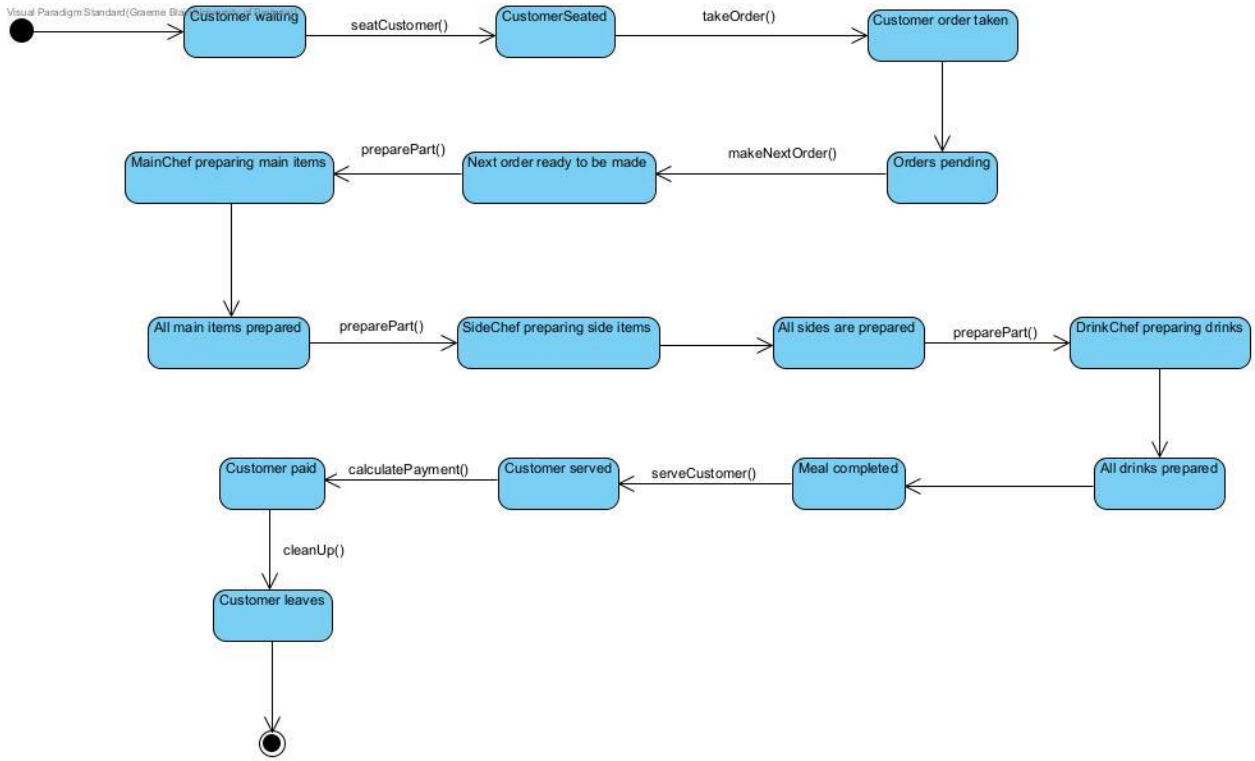 Visual Paradigm Standard(Graeme
Customer waiting
seatCustomer()
CustomerSeated
takeOrder()
Customer order taken
MainChef preparing main items
preparePart()
Next order ready to be made
makeNextOrder()
Orders pending
All main items prepared
preparePart()
SideChef preparing side items
All sides are prepared
preparePart()
DrinkChef preparing drinks
Customer paid
calculatePayment()
Customer served
serveCustomer()
Meal completed
All drinks prepared
cleanUp()
Customer leaves